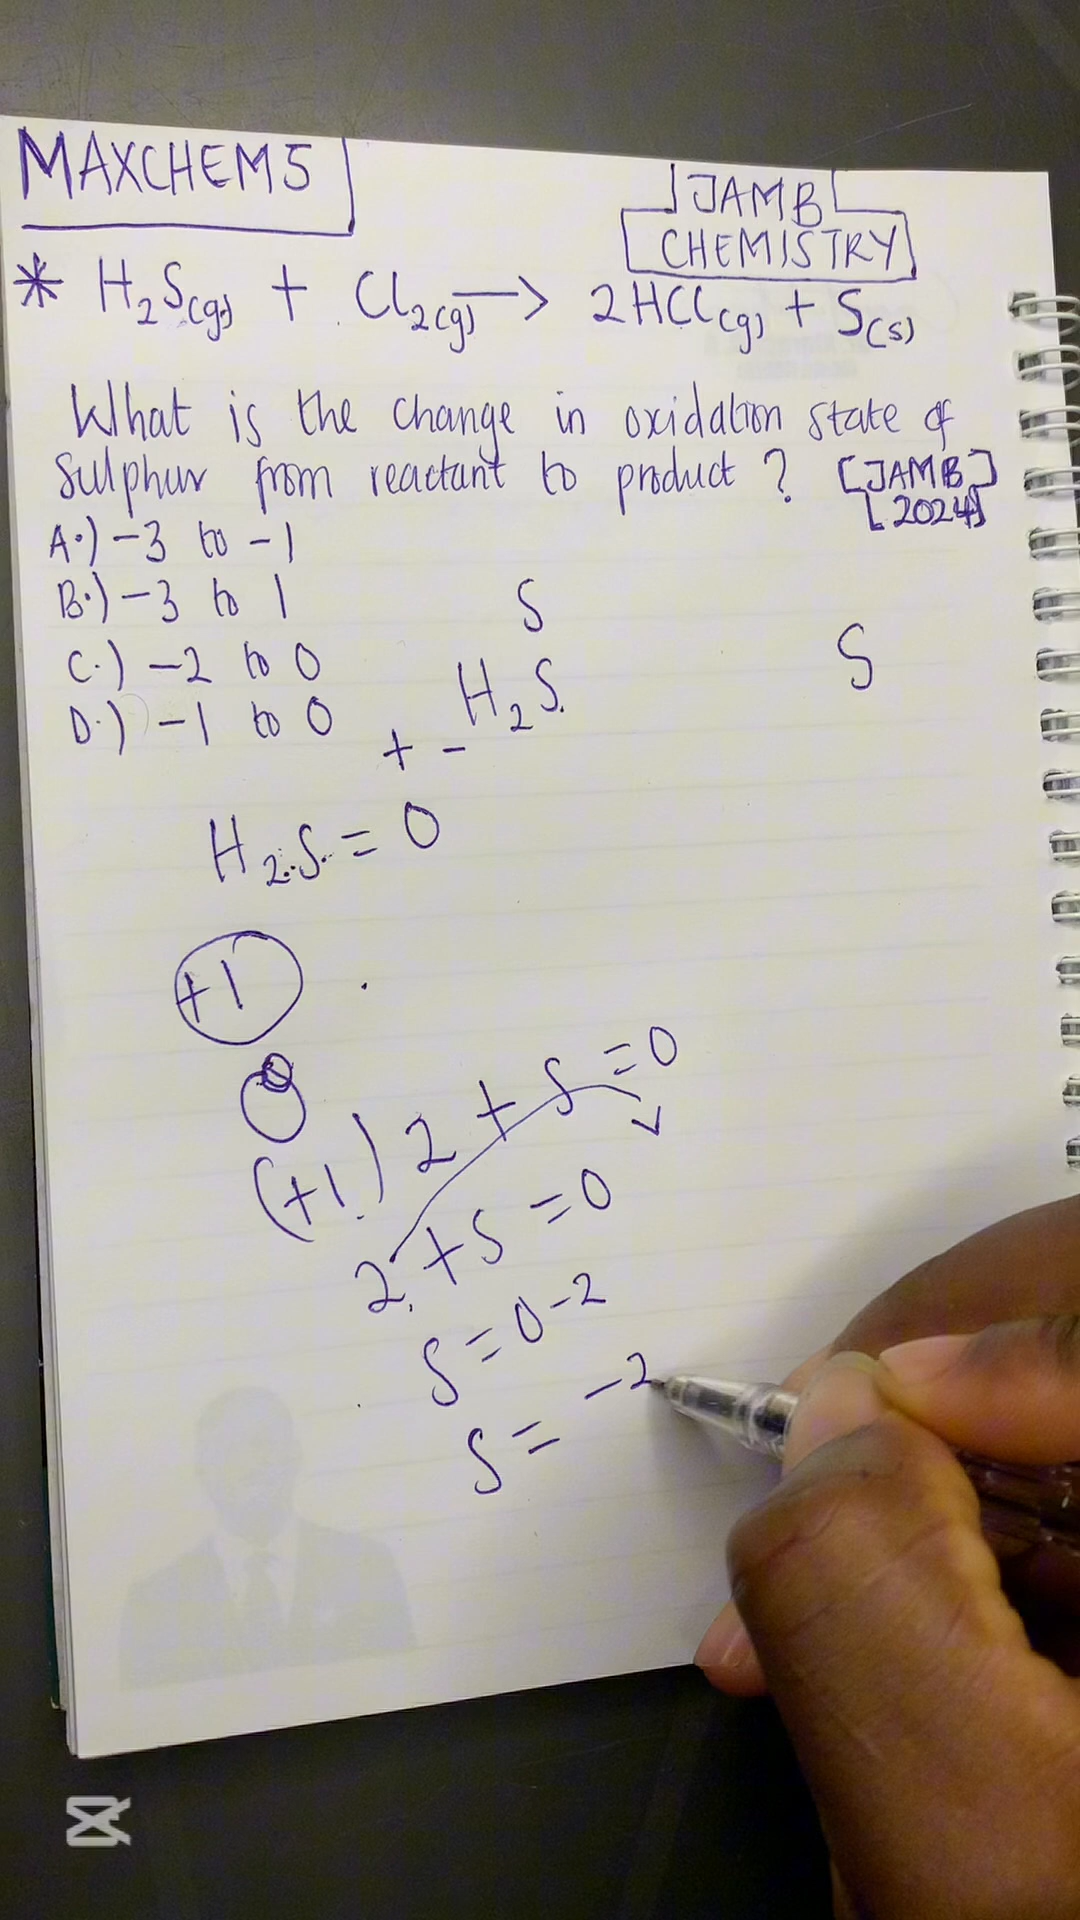 MAXCHEM5
JAMB
CHEMISTRY
* H₂S(g) + Cl₂(g) → 2HCl(g) + S(s)
What is the change in oxidation state of
Sulphur from reactant to product ? [JAMB]
[2024]
A.) -3 to -1
B.) -3 to 1
C.) -2 to 0
D.) -1 to 0
S
H₂S
S
+ -
H₂S = 0
+1
(+1) 2 + S = 0
2 + S = 0
S = 0 - 2
S = -2